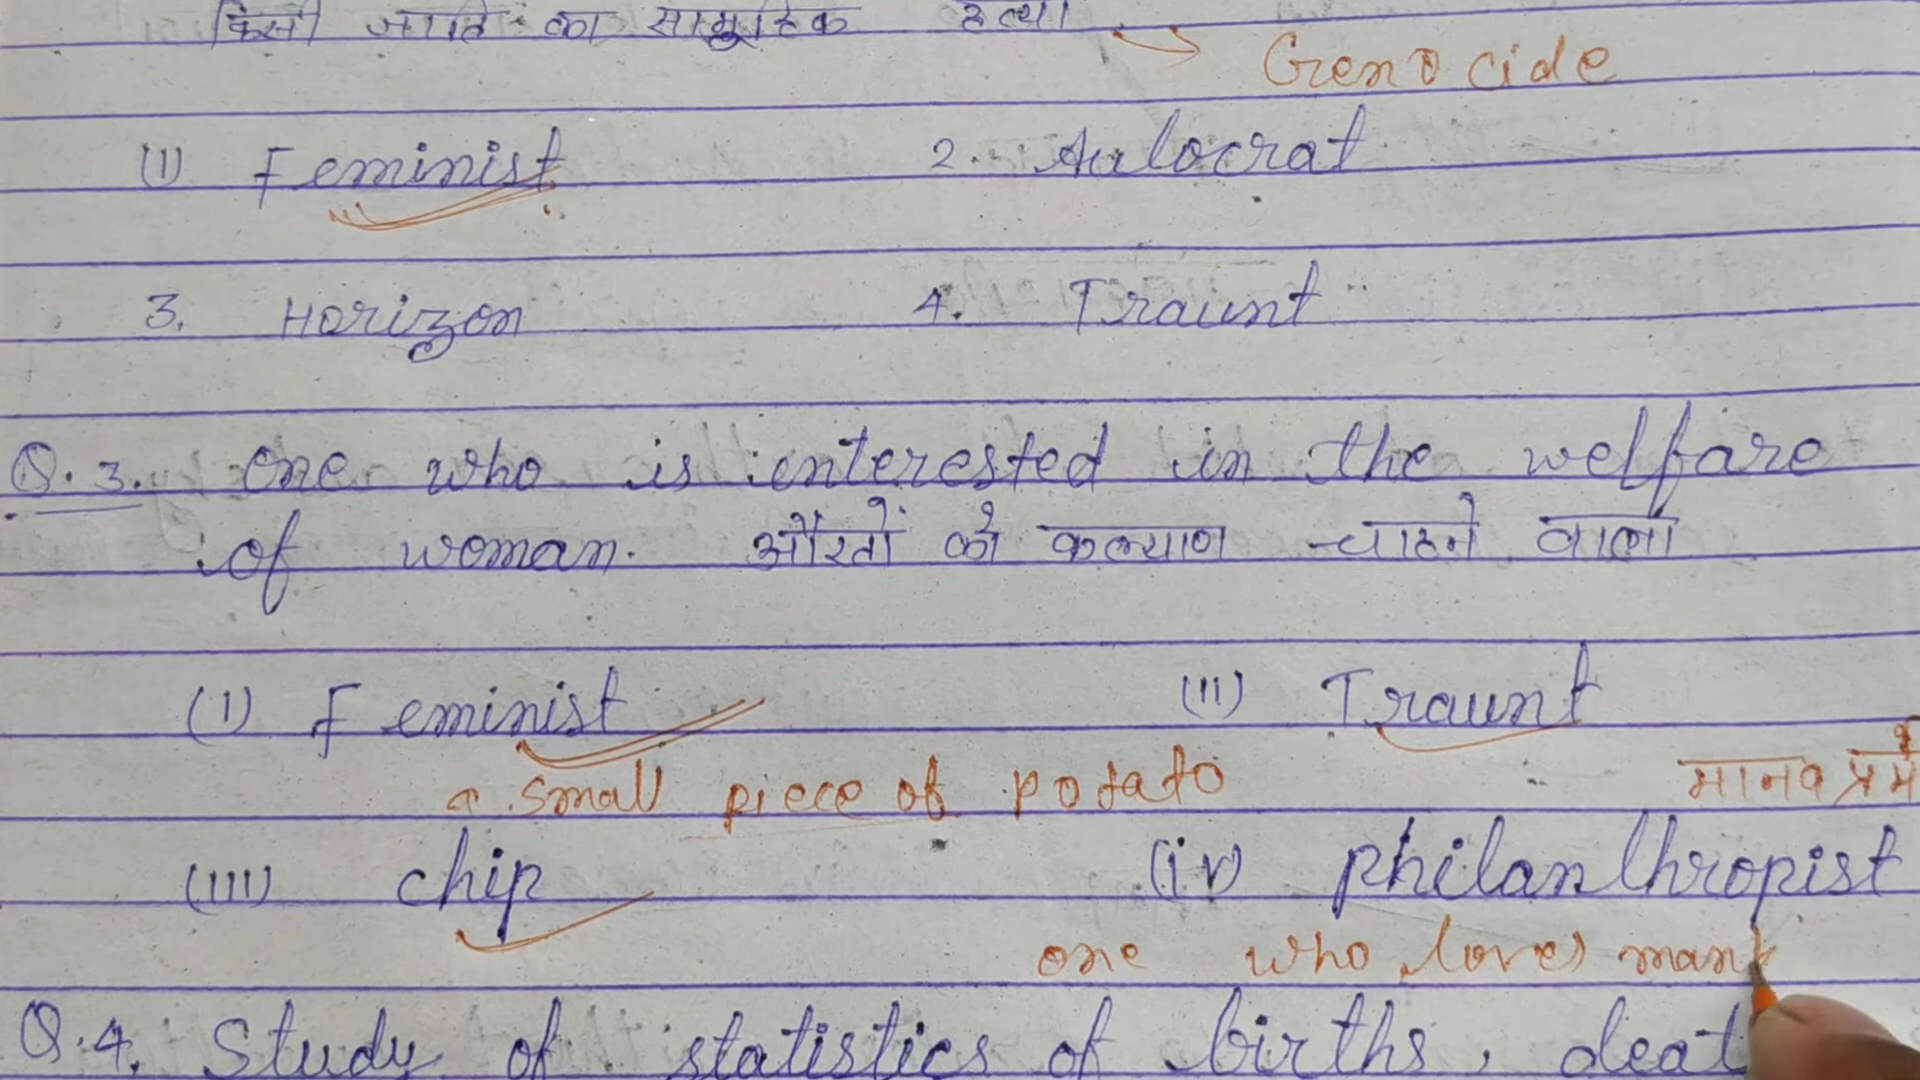 किसी जाति का सामूहिक हत्या Genocide
(1) Feminist 2. Autocrat
3. Horizon 4. Traunt
Q.3. One who is interested in the welfare
of woman. औरतों को कल्याण चाहने वाला
(I) Feminist (II) Traunt
a small piece of potato मानव प्रेमी
(III) chip (iv) philanthropist
one who loves mank
Q.4. Study of statistics of births, deat